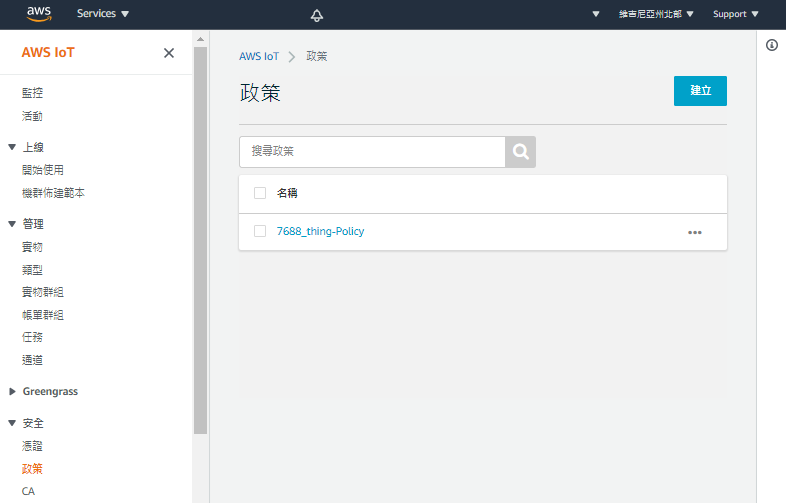 aws
Services
維吉尼亞州北部
Support
AWS IoT
監控
活動
上線
開始使用
機群佈建範本
管理
實物
類型
實物群組
帳單群組
任務
通道
Greengrass
安全
憑證
政策
CA
AWS IoT
政策
政策
建立
搜尋政策
名稱
7688_thing-Policy